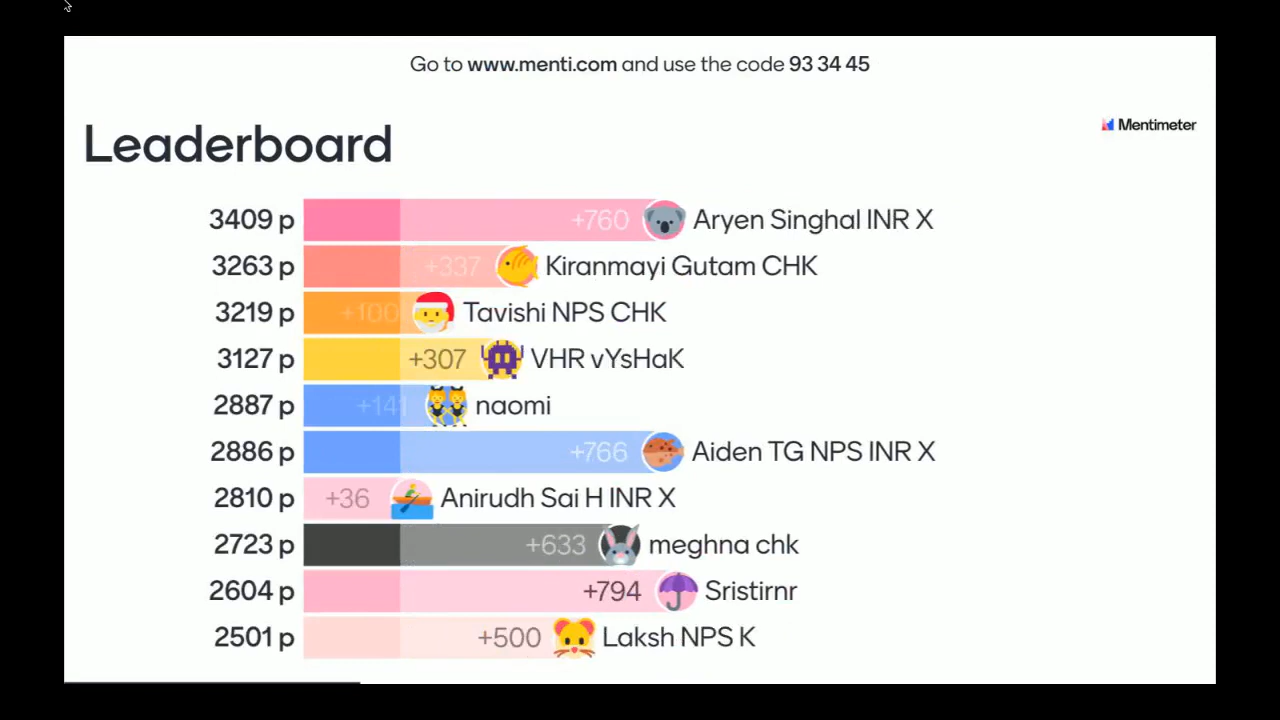 Go to www.menti.com and use the code 93 34 45
Mentimeter
Leaderboard
3409 p +760 Aryen Singhal INR X
3263 p +337 Kiranmayi Gutam CHK
3219 p +100 Tavishi NPS CHK
3127 p +307 VHR vYsHaK
2887 p +141 naomi
2886 p +766 Aiden TG NPS INR X
2810 p +36 Anirudh Sai H INR X
2723 p +633 meghna chk
2604 p +794 Sristirnr
2501 p +500 Laksh NPS K